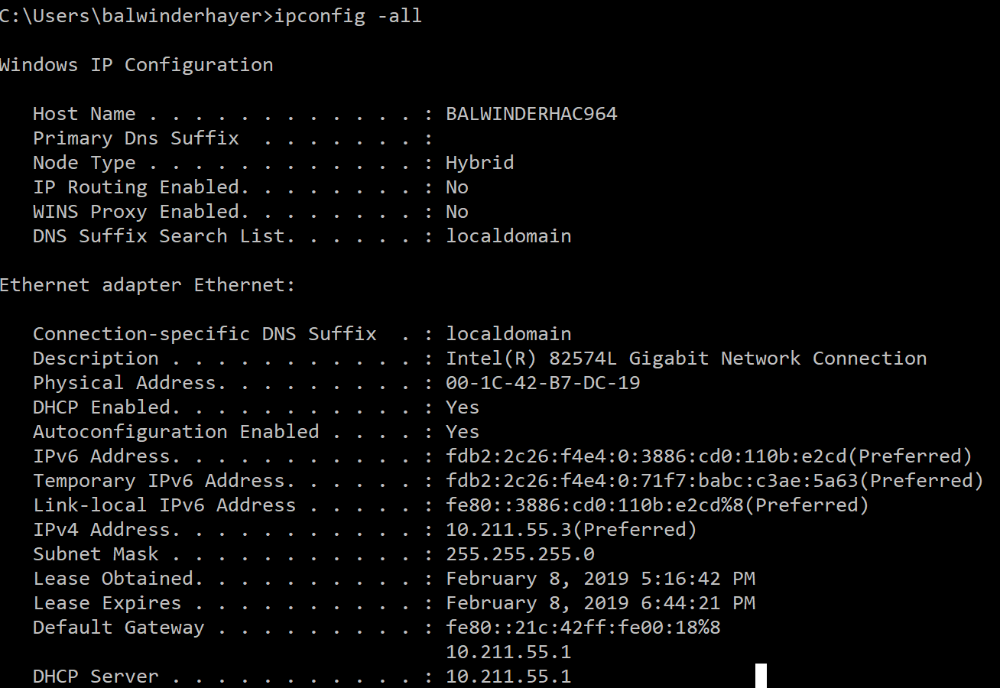 C:\Users\balwinderhayer>ipconfig -all
Windows IP Configuration
Host Name . . . . . . . . . . . . : BALWINDERHAC964
Primary Dns Suffix  . . . . . . . :
Node Type . . . . . . . . . . . . : Hybrid
IP Routing Enabled. . . . . . . . : No
WINS Proxy Enabled. . . . . . . . : No
DNS Suffix Search List. . . . . . : localdomain
Ethernet adapter Ethernet:
Connection-specific DNS Suffix  . : localdomain
Description . . . . . . . . . . . : Intel(R) 82574L Gigabit Network Connection
Physical Address. . . . . . . . . : 00-1C-42-B7-DC-19
DHCP Enabled. . . . . . . . . . . : Yes
Autoconfiguration Enabled . . . . : Yes
IPv6 Address. . . . . . . . . . . : fdb2:2c26:f4e4:0:3886:cd0:110b:e2cd(Preferred)
Temporary IPv6 Address. . . . . . : fdb2:2c26:f4e4:0:71f7:babc:c3ae:5a63(Preferred)
Link-local IPv6 Address . . . . . : fe80::3886:cd0:110b:e2cd%8(Preferred)
IPv4 Address. . . . . . . . . . . : 10.211.55.3(Preferred)
Subnet Mask . . . . . . . . . . . : 255.255.255.0
Lease Obtained. . . . . . . . . . : February 8, 2019 5:16:42 PM
Lease Expires . . . . . . . . . . : February 8, 2019 6:44:21 PM
Default Gateway . . . . . . . . . : fe80::21c:42ff:fe00:18%8
10.211.55.1
DHCP Server . . . . . . . . . . . : 10.211.55.1